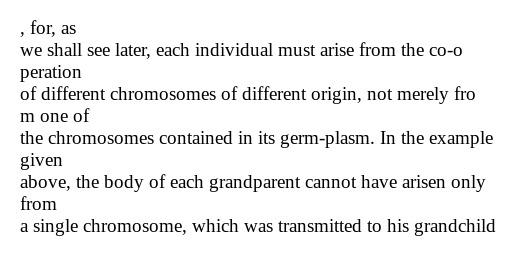 , for, as
we shall see later, each individual must arise from the co-o
peration
of different chromosomes of different origin, not merely fro
m one of
the chromosomes contained in its germ-plasm. In the example
given
above, the body of each grandparent cannot have arisen only
from
a single chromosome, which was transmitted to his grandchild